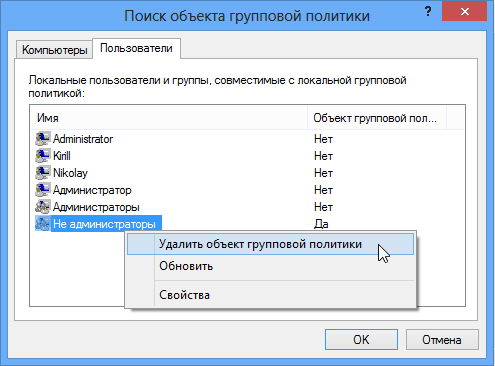 Поиск объекта групповой политики
?
Компьютеры
Пользователи
Локальные пользователи и группы, совместимые с локальной групповой
политикой:
Имя Объект групповой пол...
Administrator Нет
Kirill Нет
Nikolay Нет
Администратор Нет
Администраторы Нет
Не администраторы Да
Удалить объект групповой политики
Обновить
Свойства
OK Отмена